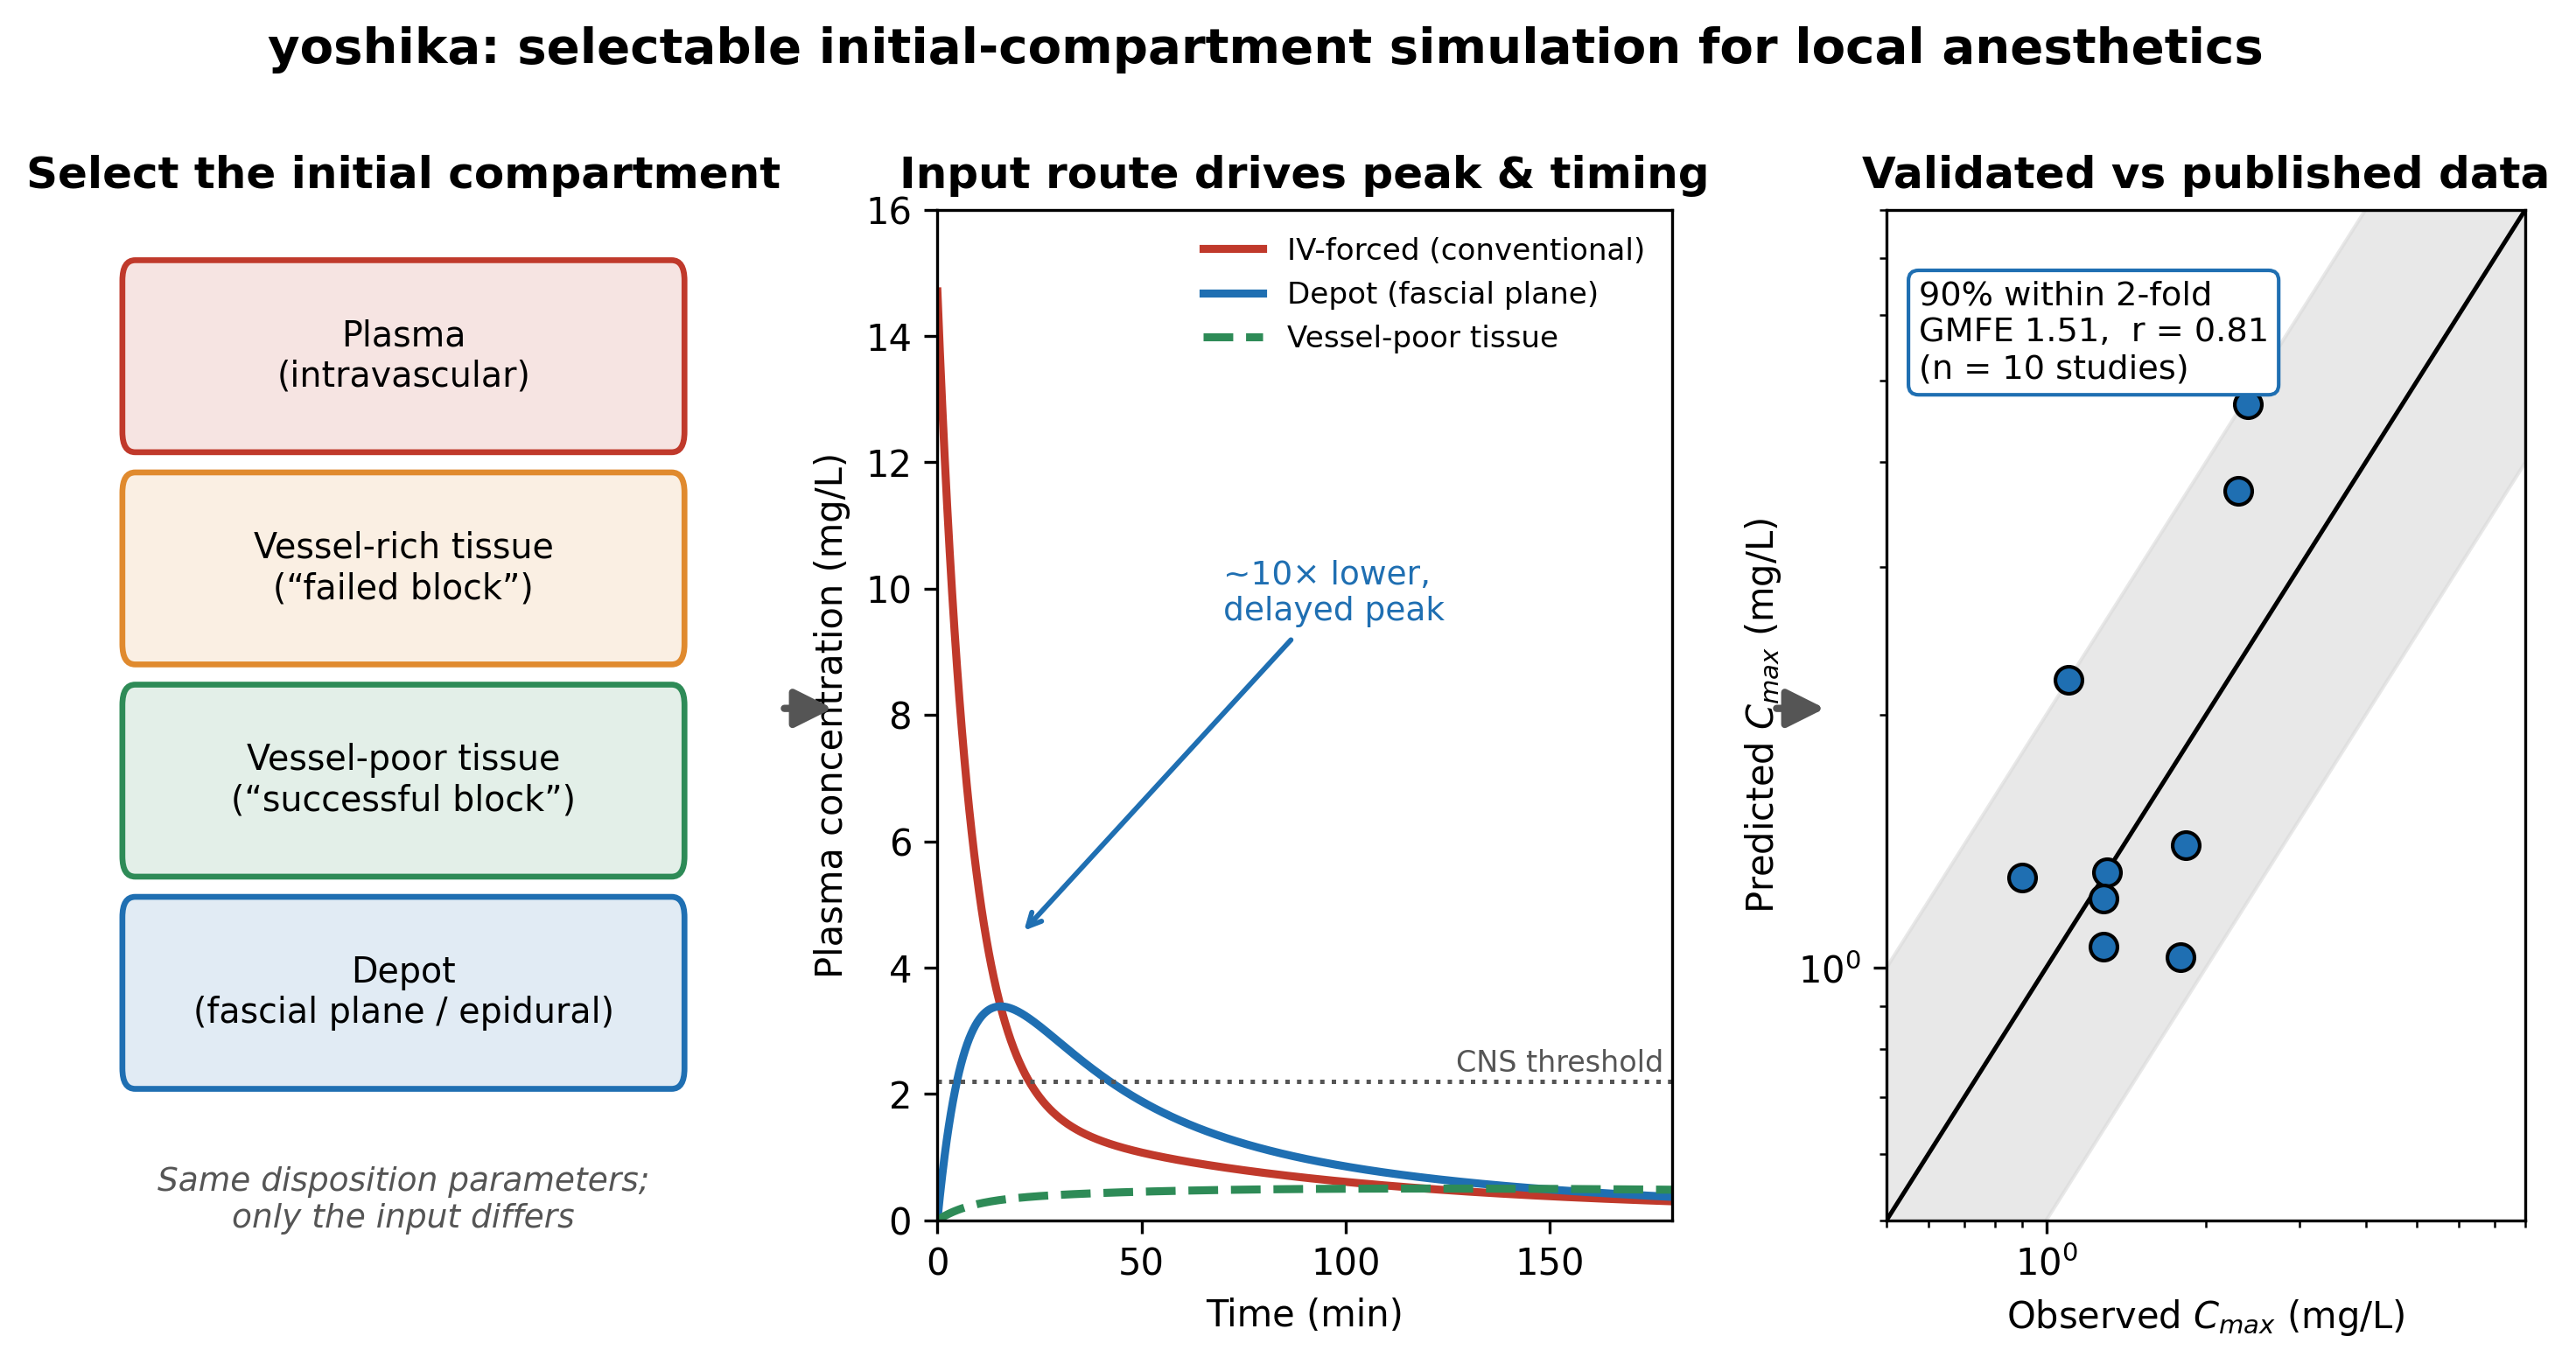 yoshika: selectable initial-compartment simulation for local anesthetics
Select the initial compartment
Plasma
(intravascular)
Vessel-rich tissue
(“failed block”)
Vessel-poor tissue
(“successful block”)
Depot
(fascial plane / epidural)
Same disposition parameters;
only the input differs
Input route drives peak & timing
Plasma concentration (mg/L)
16
14
12
10
8
6
4
2
0
IV-forced (conventional)
Depot (fascial plane)
Vessel-poor tissue
~10× lower,
delayed peak
CNS threshold
0 50 100 150
Time (min)
Validated vs published data
Predicted Cmax (mg/L)
90% within 2-fold
GMFE 1.51, r = 0.81
(n = 10 studies)
10⁰
10⁰
Observed Cmax (mg/L)